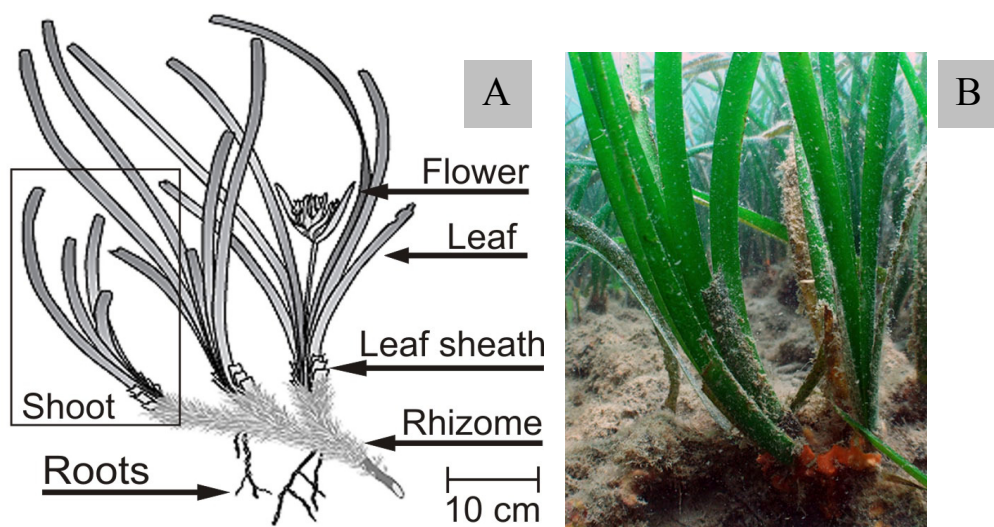 A
B
Flower
Leaf
Leaf sheath
Shoot
Rhizome
Roots
10 cm